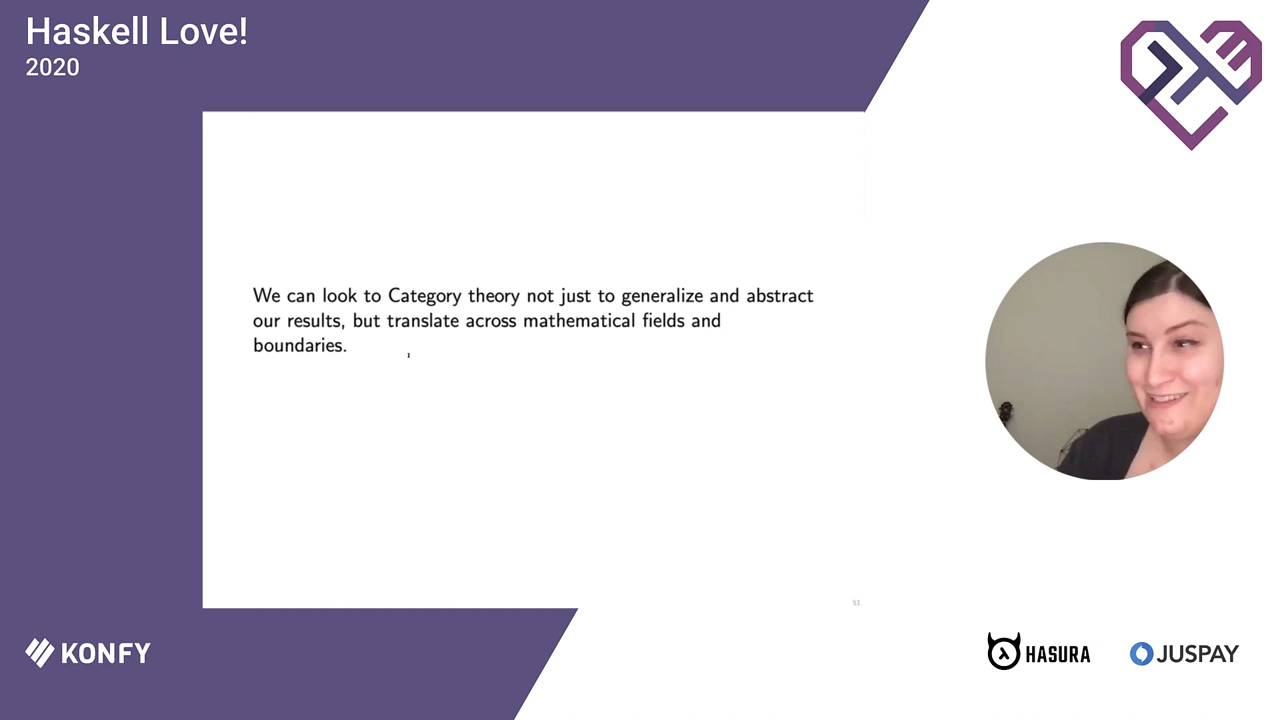 Haskell Love!
2020
We can look to Category theory not just to generalize and abstract
our results, but translate across mathematical fields and
boundaries.
51
KONFY
HASURA
JUSPAY